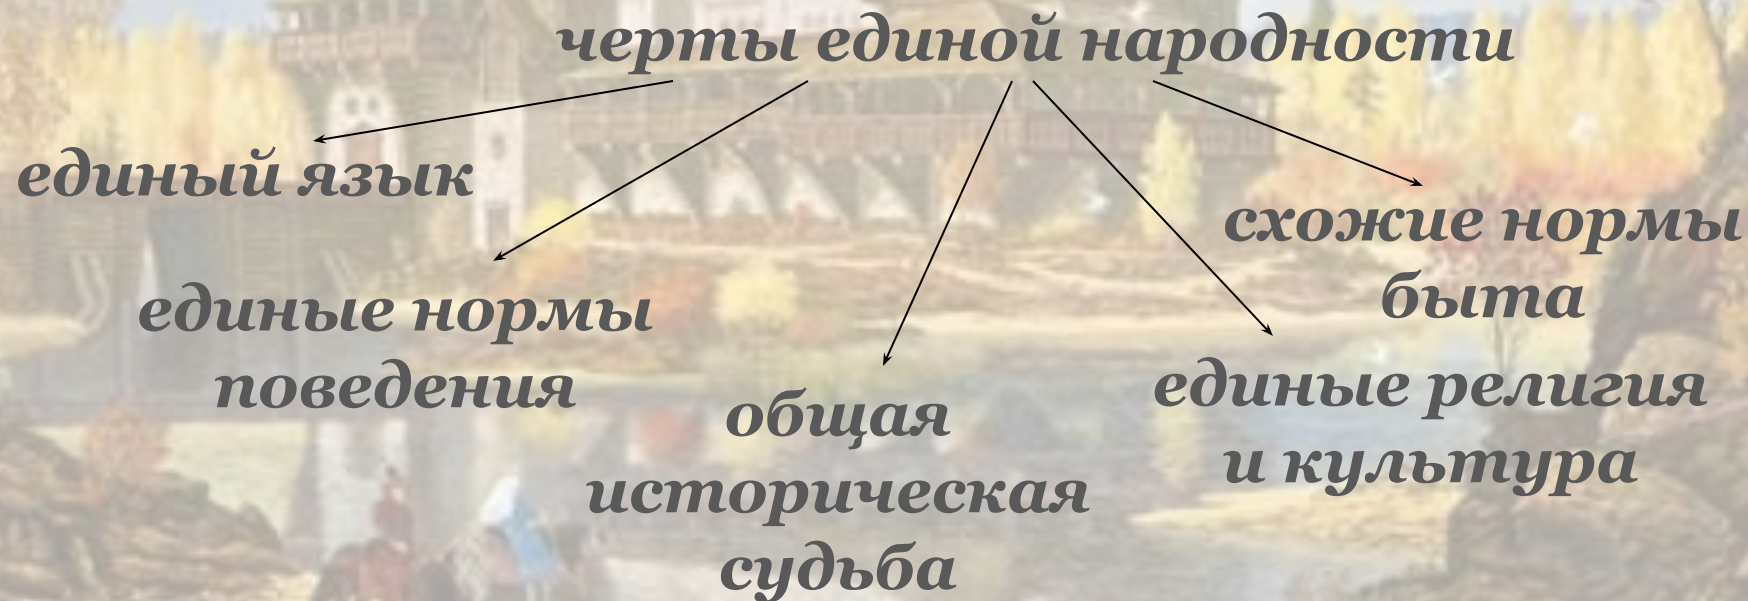 черты единой народности
единый язык
единые нормы
поведения
общая
историческая
судьба
единые религия
и культура
схожие нормы
быта